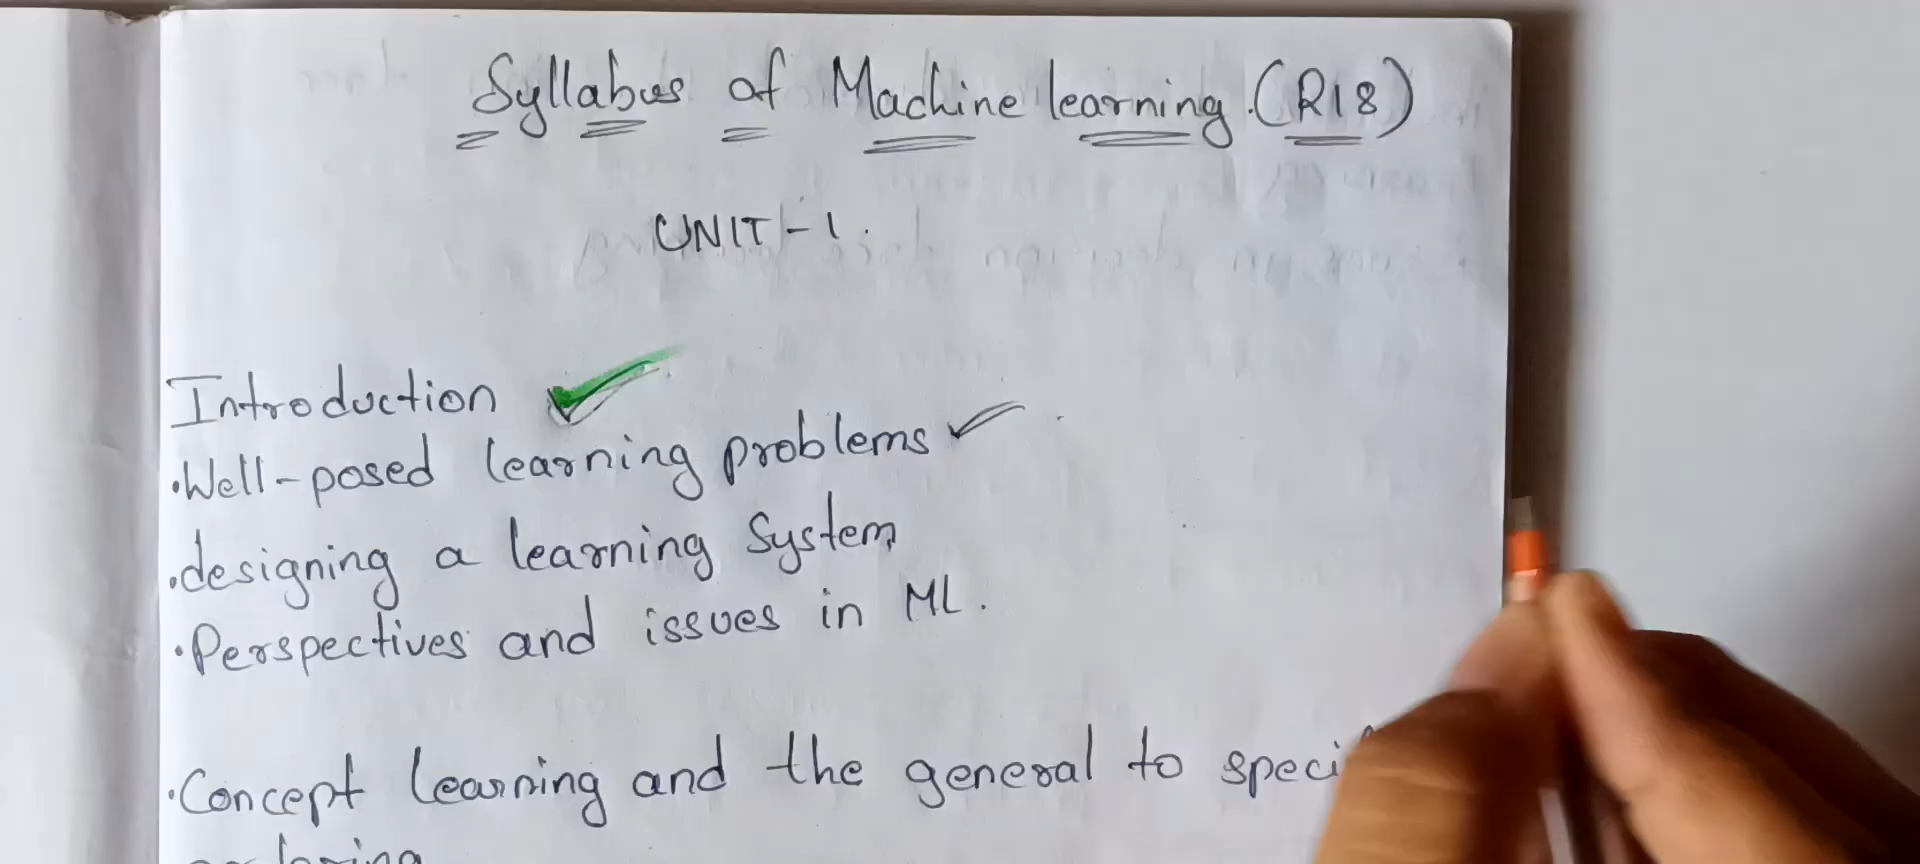 Syllabus of Machine learning.(R18)
UNIT-1.
Introduction
•Well-posed learning problems
•designing a learning System
•Perspectives and issues in ML.
•Concept learning and the general to speci